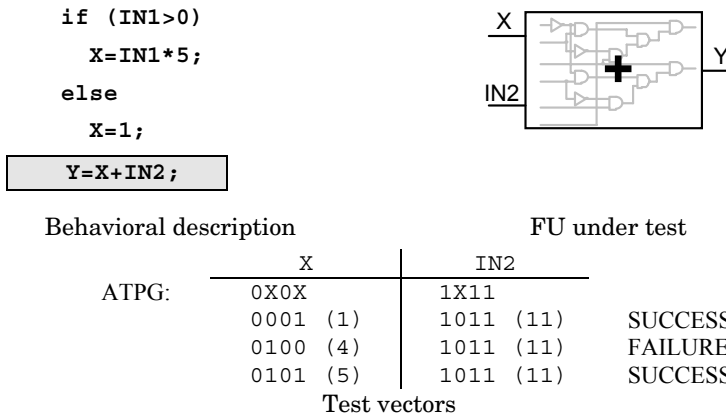 if (IN1>0)
X=IN1*5;
else
X=1;
Y=X+IN2;
X
IN2
+
Y
Behavioral description
FU under test
X IN2
ATPG: 0X0X 1X11
0001 (1) 1011 (11) SUCCESS
0100 (4) 1011 (11) FAILURE
0101 (5) 1011 (11) SUCCESS
Test vectors